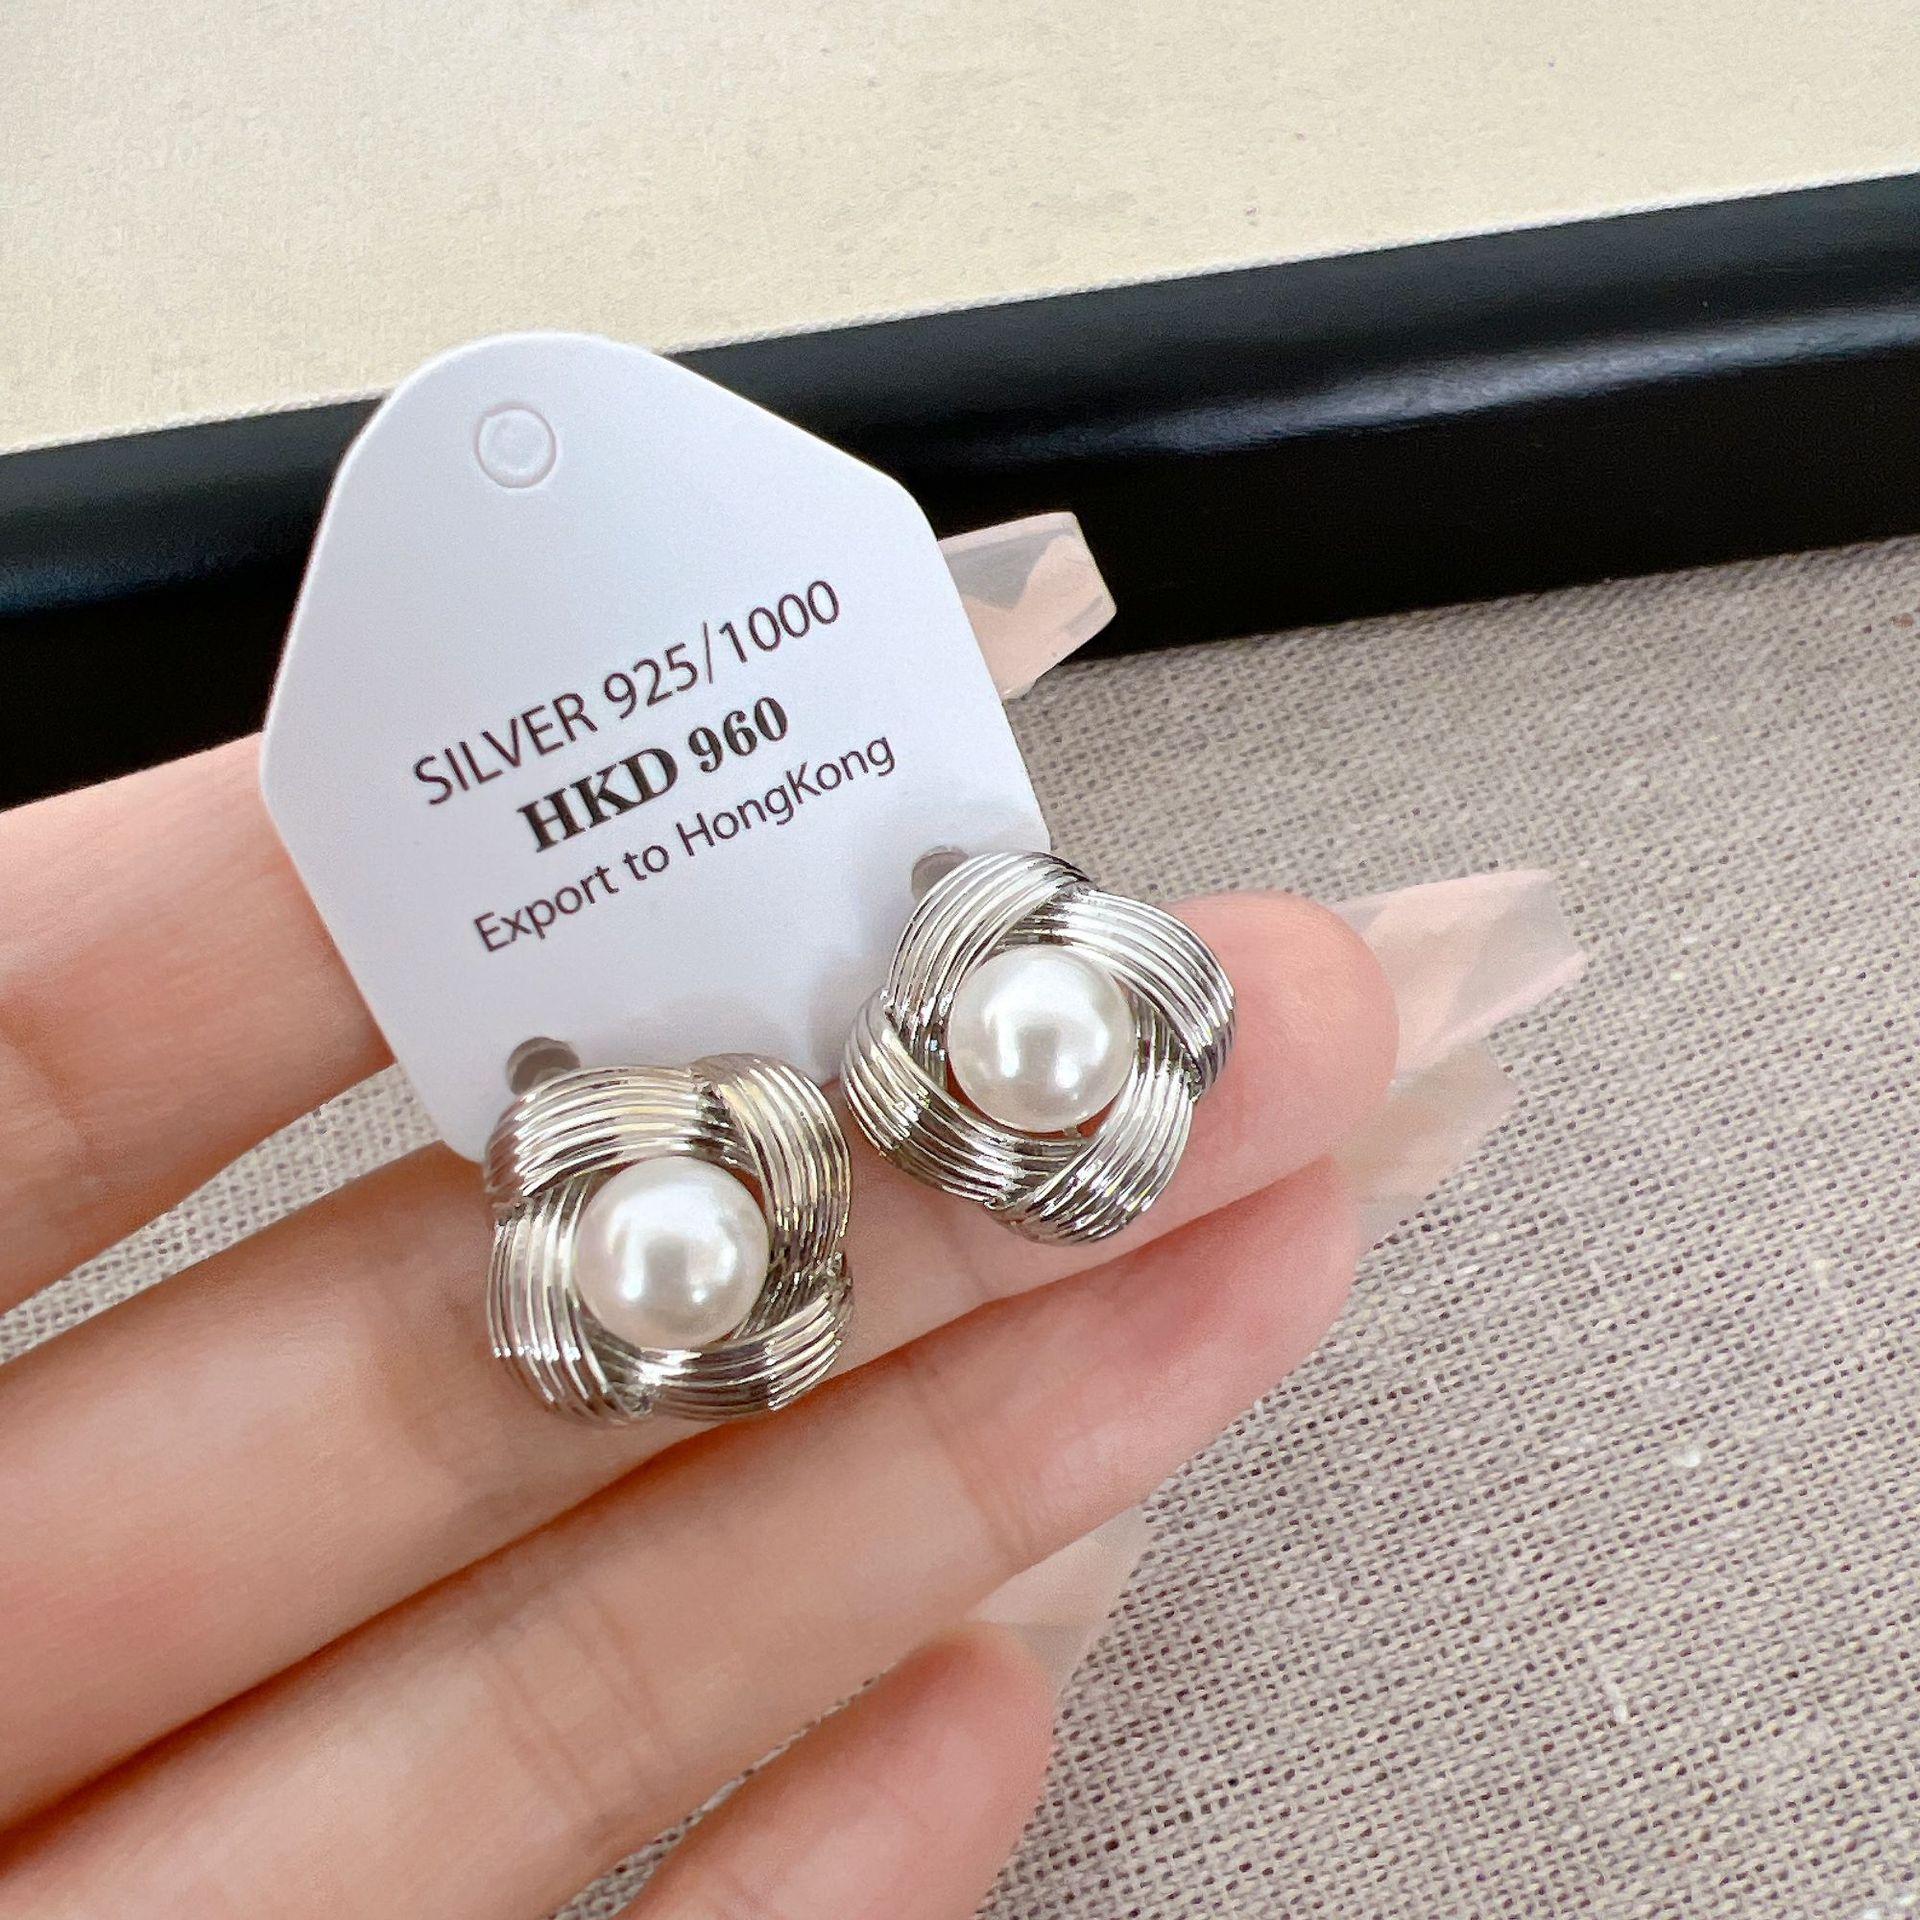 SILVER 925/1000
HKD 960
Export to HongKong